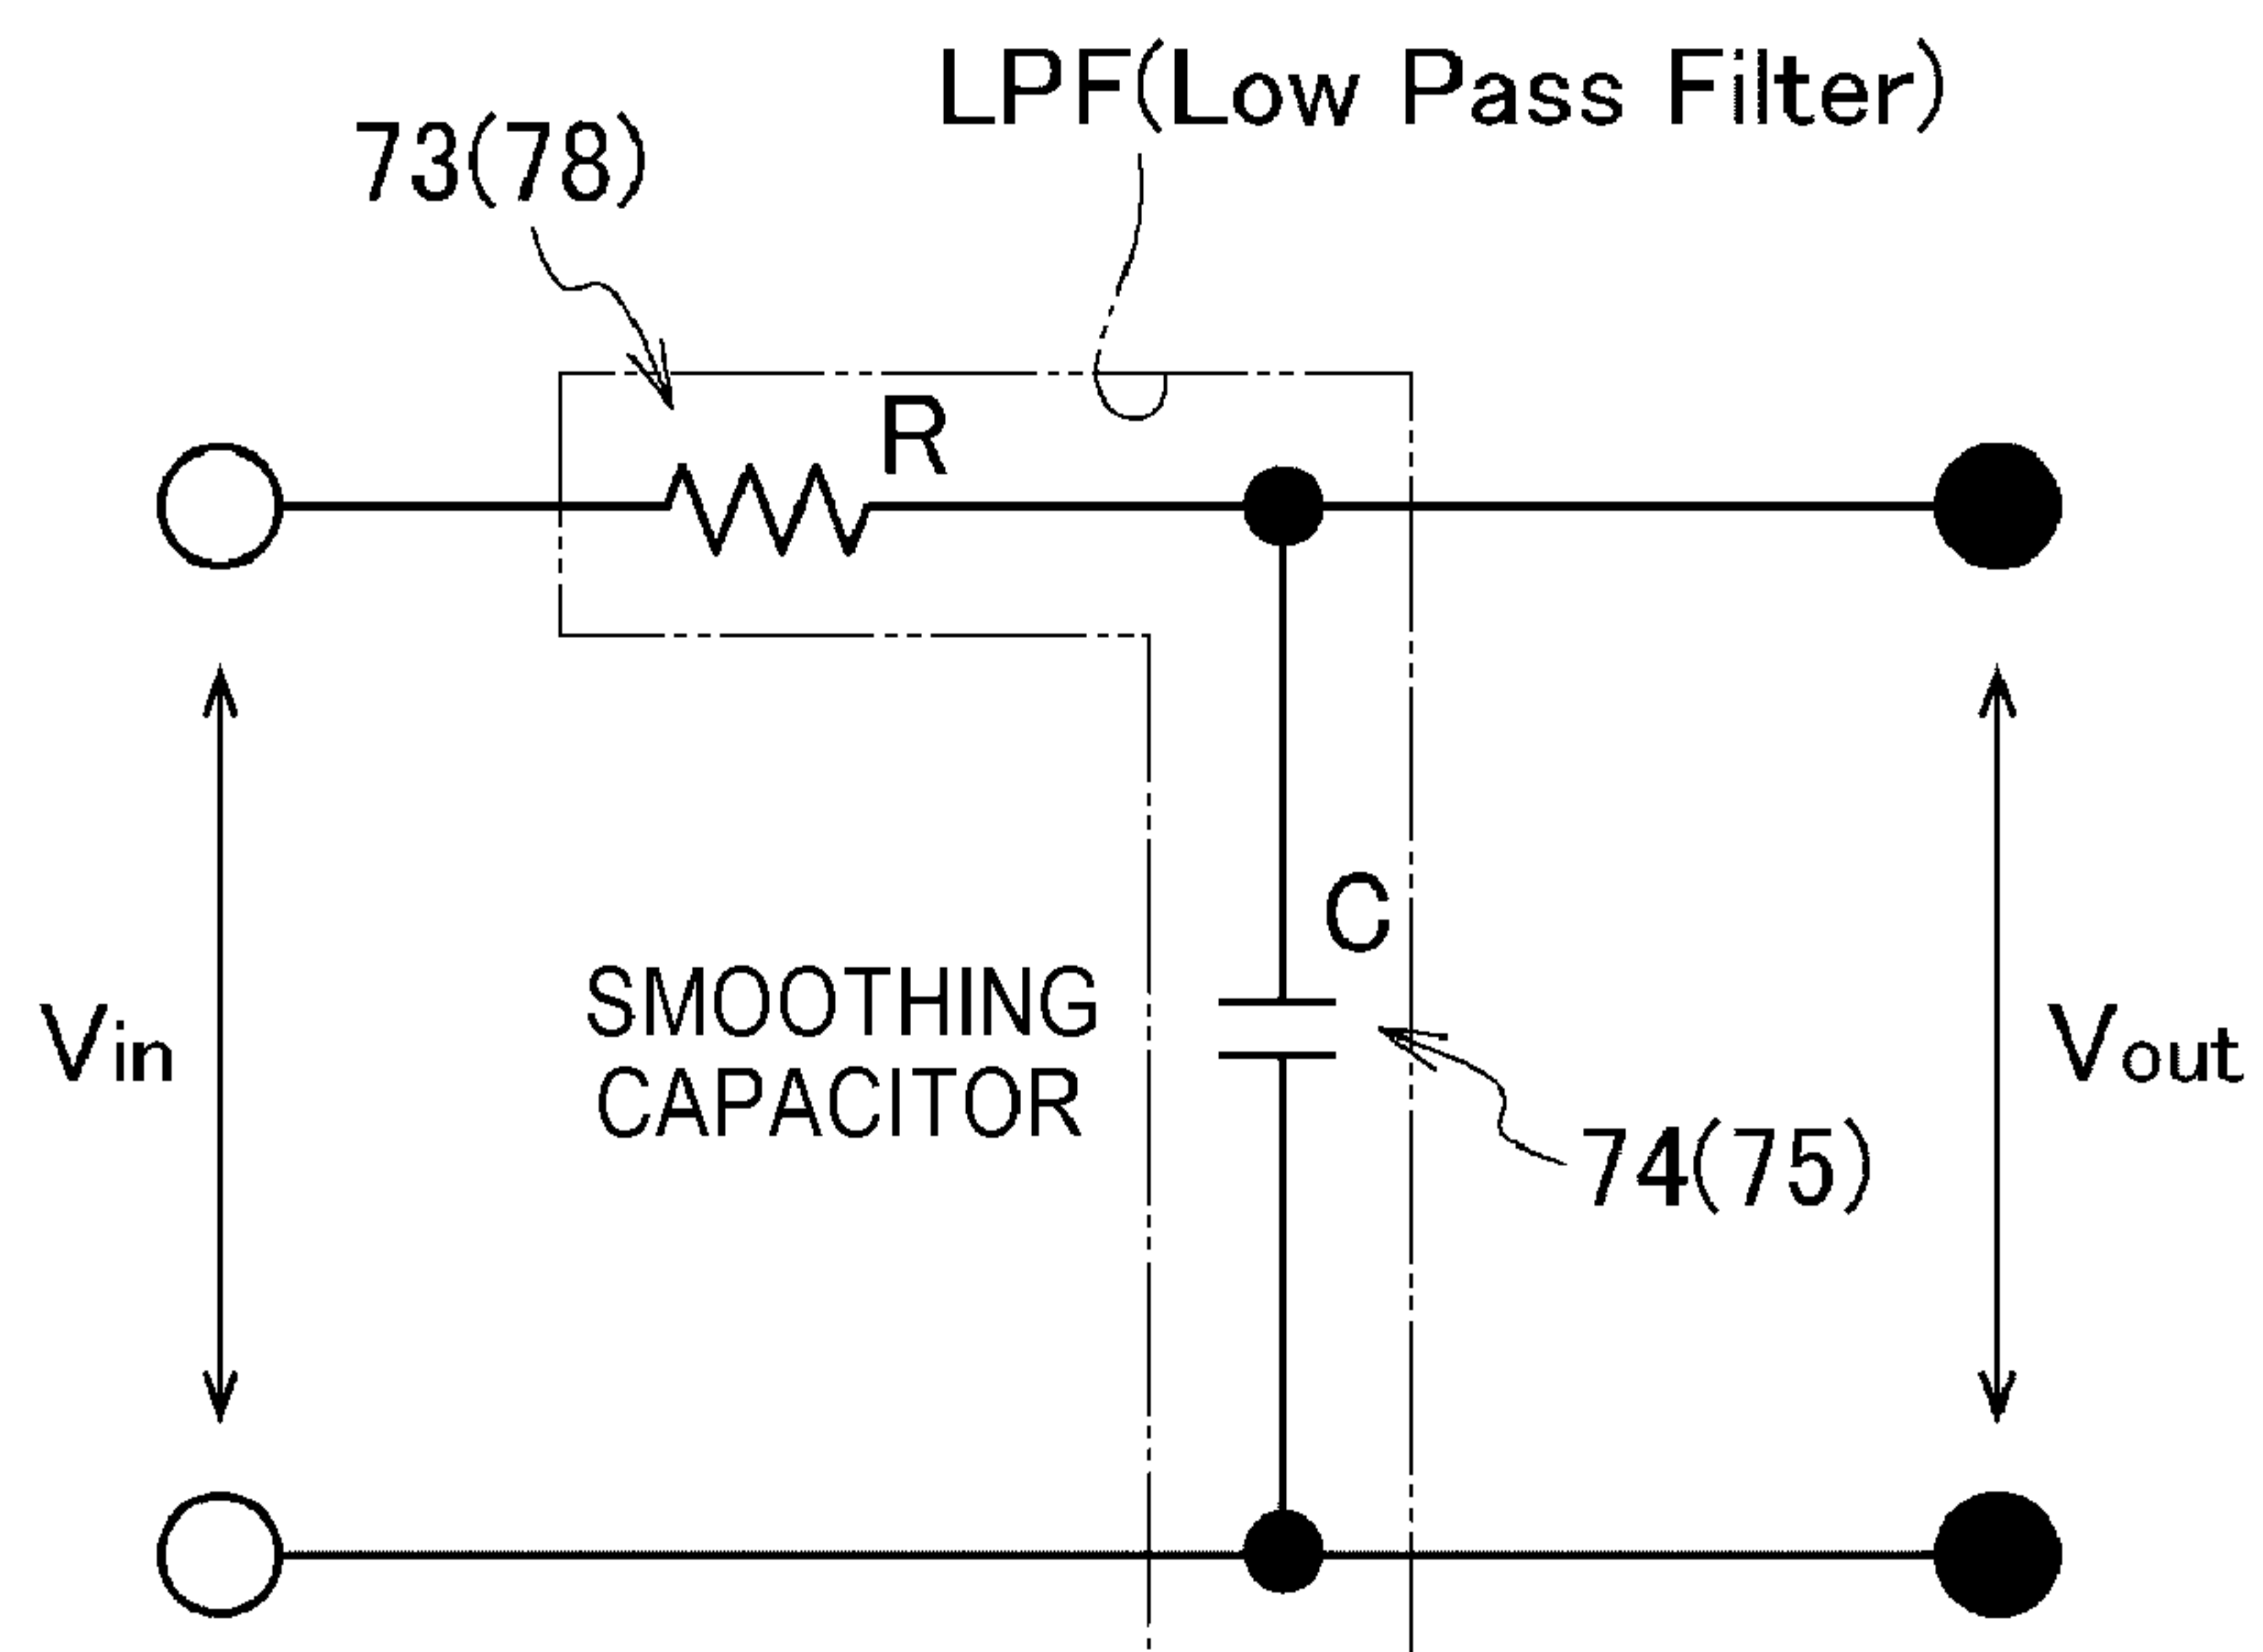 LPF(Low Pass Filter)
73(78)
R
C
SMOOTHING
CAPACITOR
Vin
Vout
74(75)